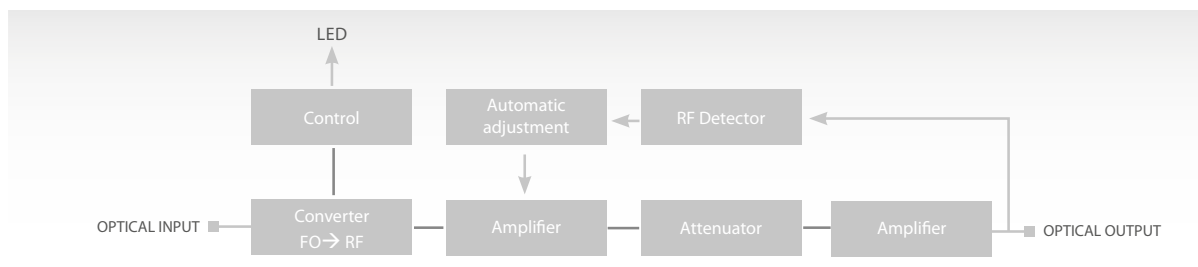 LED
Control
Automatic
adjustment
RF Detector
OPTICAL INPUT
Converter
FO→ RF
Amplifier
Attenuator
Amplifier
OPTICAL OUTPUT